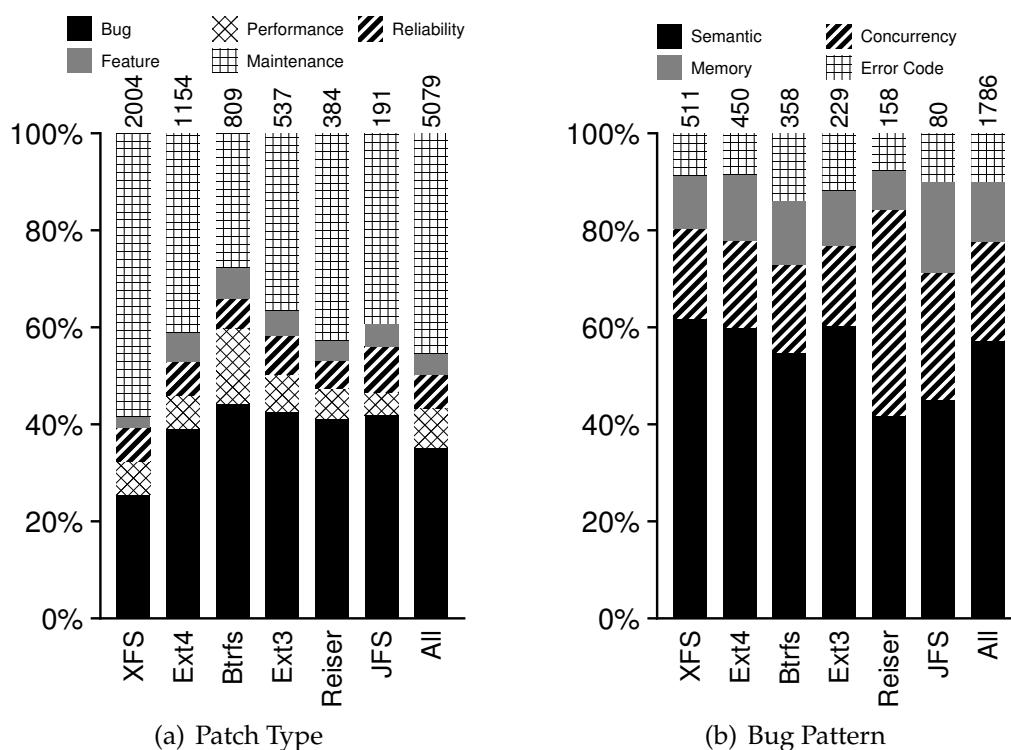 Bug
Performance
Reliability
Feature
Maintenance
2004
1154
809
537
384
191
5079
100%
80%
60%
40%
20%
0%
XFS
Ext4
Btrfs
Ext3
Reiser
JFS
All
(a) Patch Type
Semantic
Concurrency
Memory
Error Code
511
450
358
229
158
80
1786
100%
80%
60%
40%
20%
0%
XFS
Ext4
Btrfs
Ext3
Reiser
JFS
All
(b) Bug Pattern